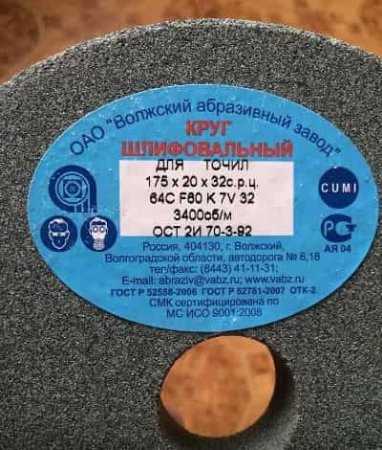 ОАО "Волжский абразивный завод"
КРУГ
ШЛИФОВАЛЬНЫЙ
ДЛЯ ТОЧИЛ
175 x 20 x 32с.р.ц.
64С F60 K 7V 32
3400об/м
ОСТ 2И 70-3-92
CUMI
РС
АЯ 04
Россия, 404130, г. Волжский,
Волгоградской области, автодорога № 6,18
тел/факс: (8443) 41-11-31;
E-mail: abraziv@vabz.ru; www.vabz.ru
ГОСТ Р 52588-2006 ГОСТ Р 52781-2007 ОТК-2
СМК сертифицирована по
МС ИСО 9001:2008